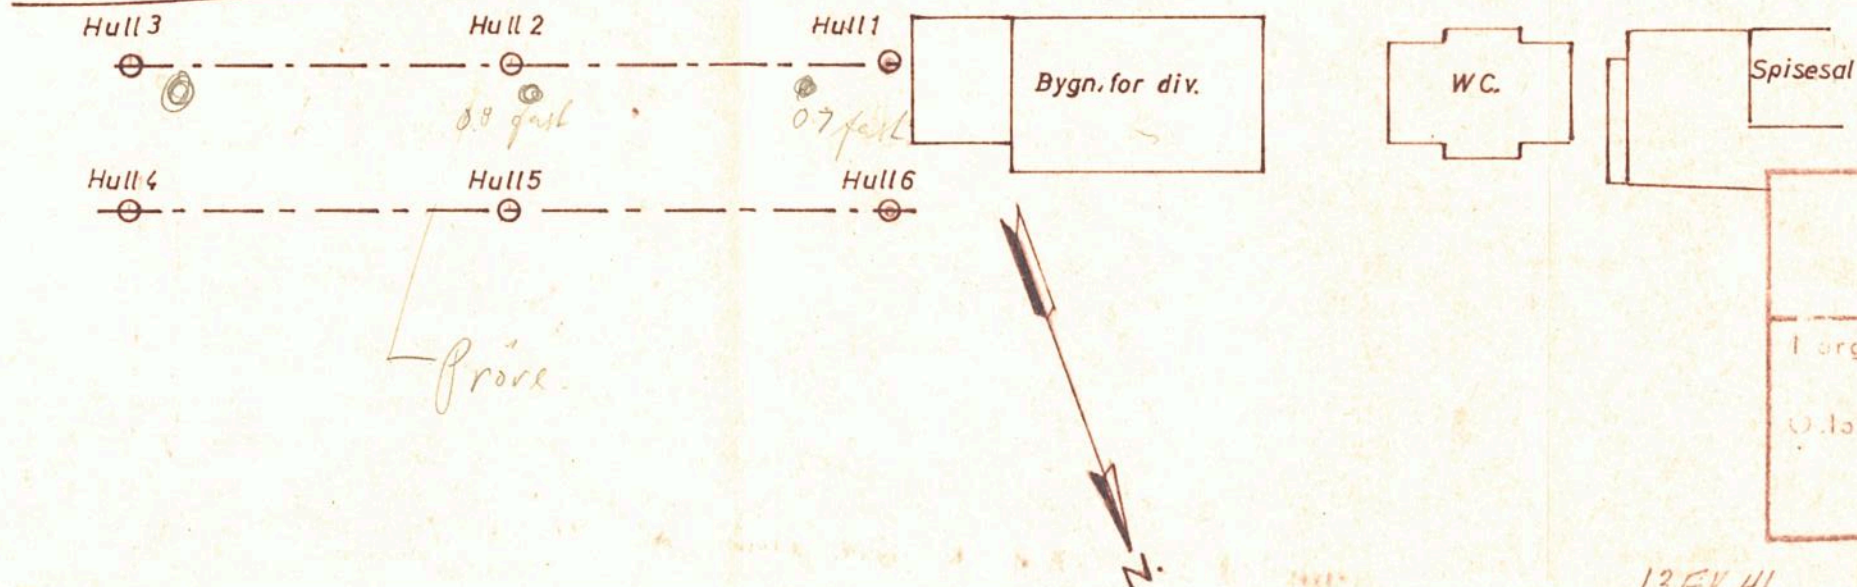 Hull 3 Hull 2 Hull 1
Bygn. for div.
WC.
Spisesal
0.8 fast
0.7 fast
Hull 4 Hull 5 Hull 6
Prøve.
N.